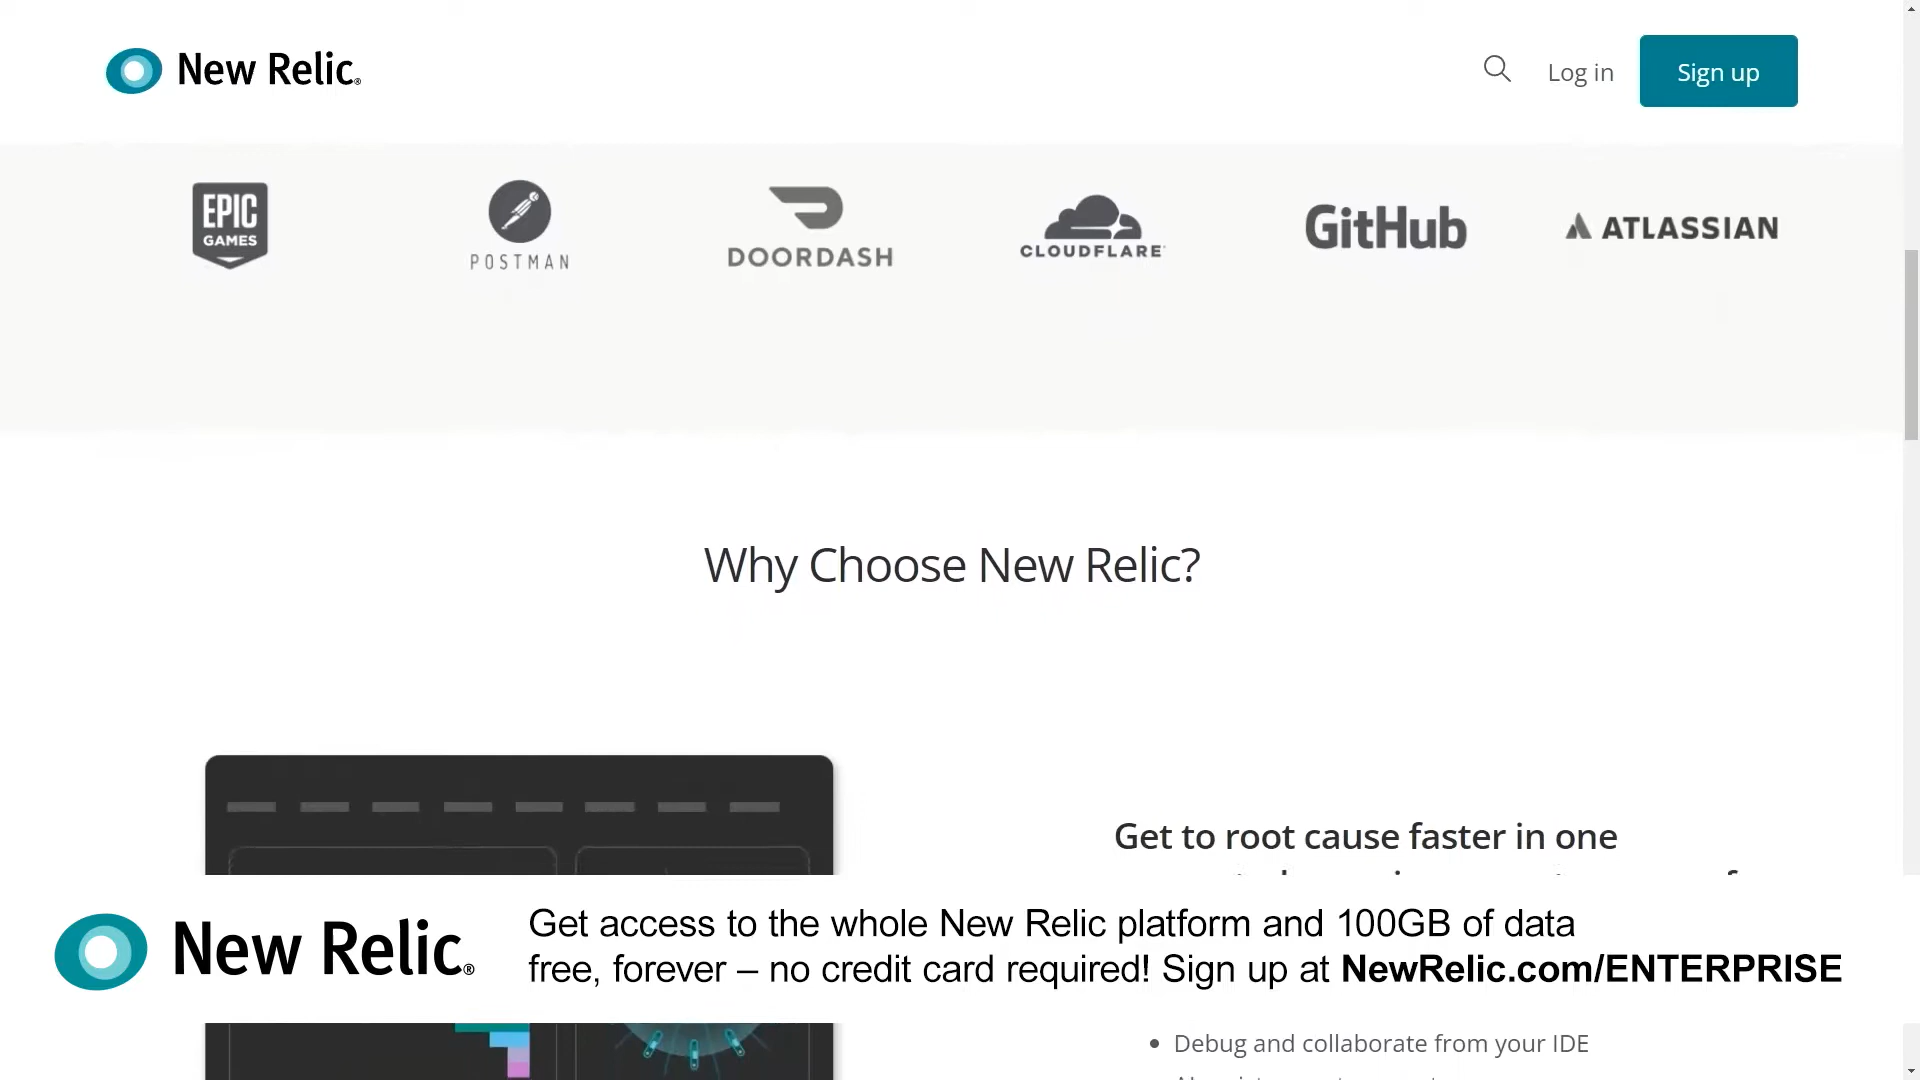 New Relic®
Log in
Sign up
EPIC GAMES
POSTMAN
DOORDASH
CLOUDFLARE
GitHub
ATLASSIAN
Why Choose New Relic?
Get to root cause faster in one
New Relic®
Get access to the whole New Relic platform and 100GB of data
free, forever – no credit card required! Sign up at NewRelic.com/ENTERPRISE
Debug and collaborate from your IDE